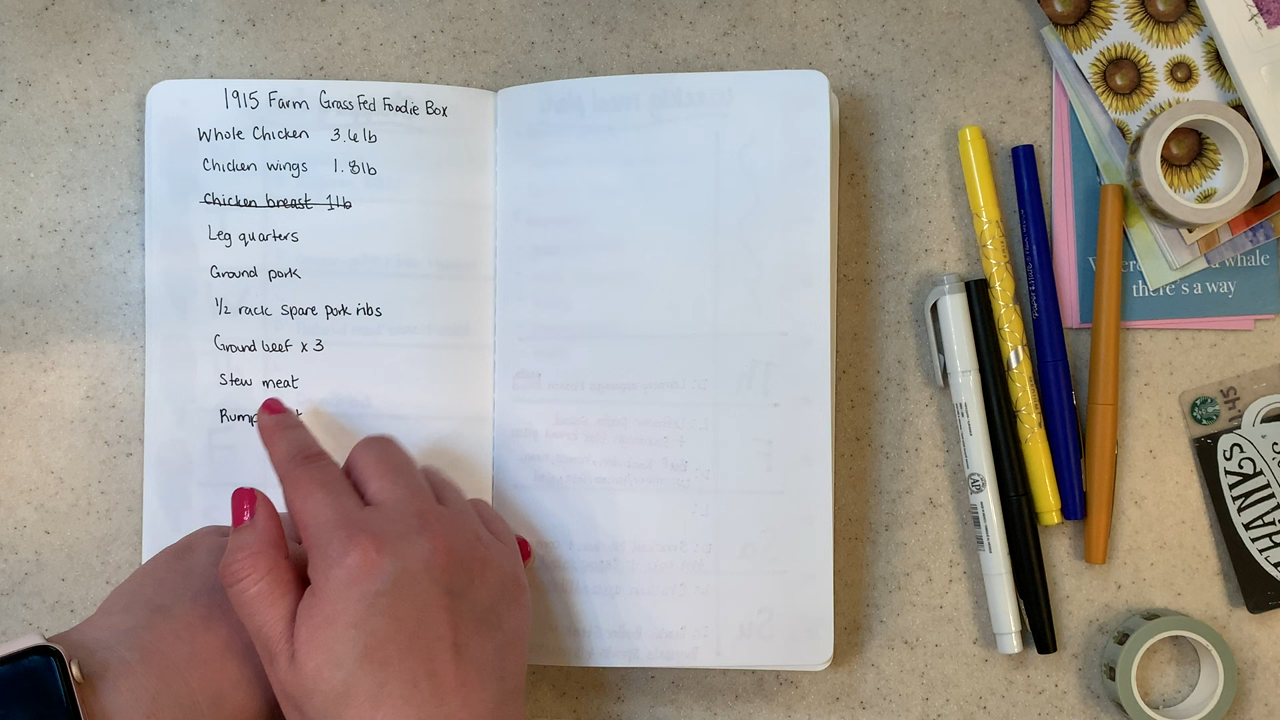 1915 Farm Grass Fed Foodie Box
Whole Chicken 3.6lb
Chicken wings 1.8lb
Chicken breast 1lb
Leg quarters
Ground pork
1/2 rack spare pork ribs
Ground beef x 3
Stew meat
Rump
whale
there's a way
THANKS